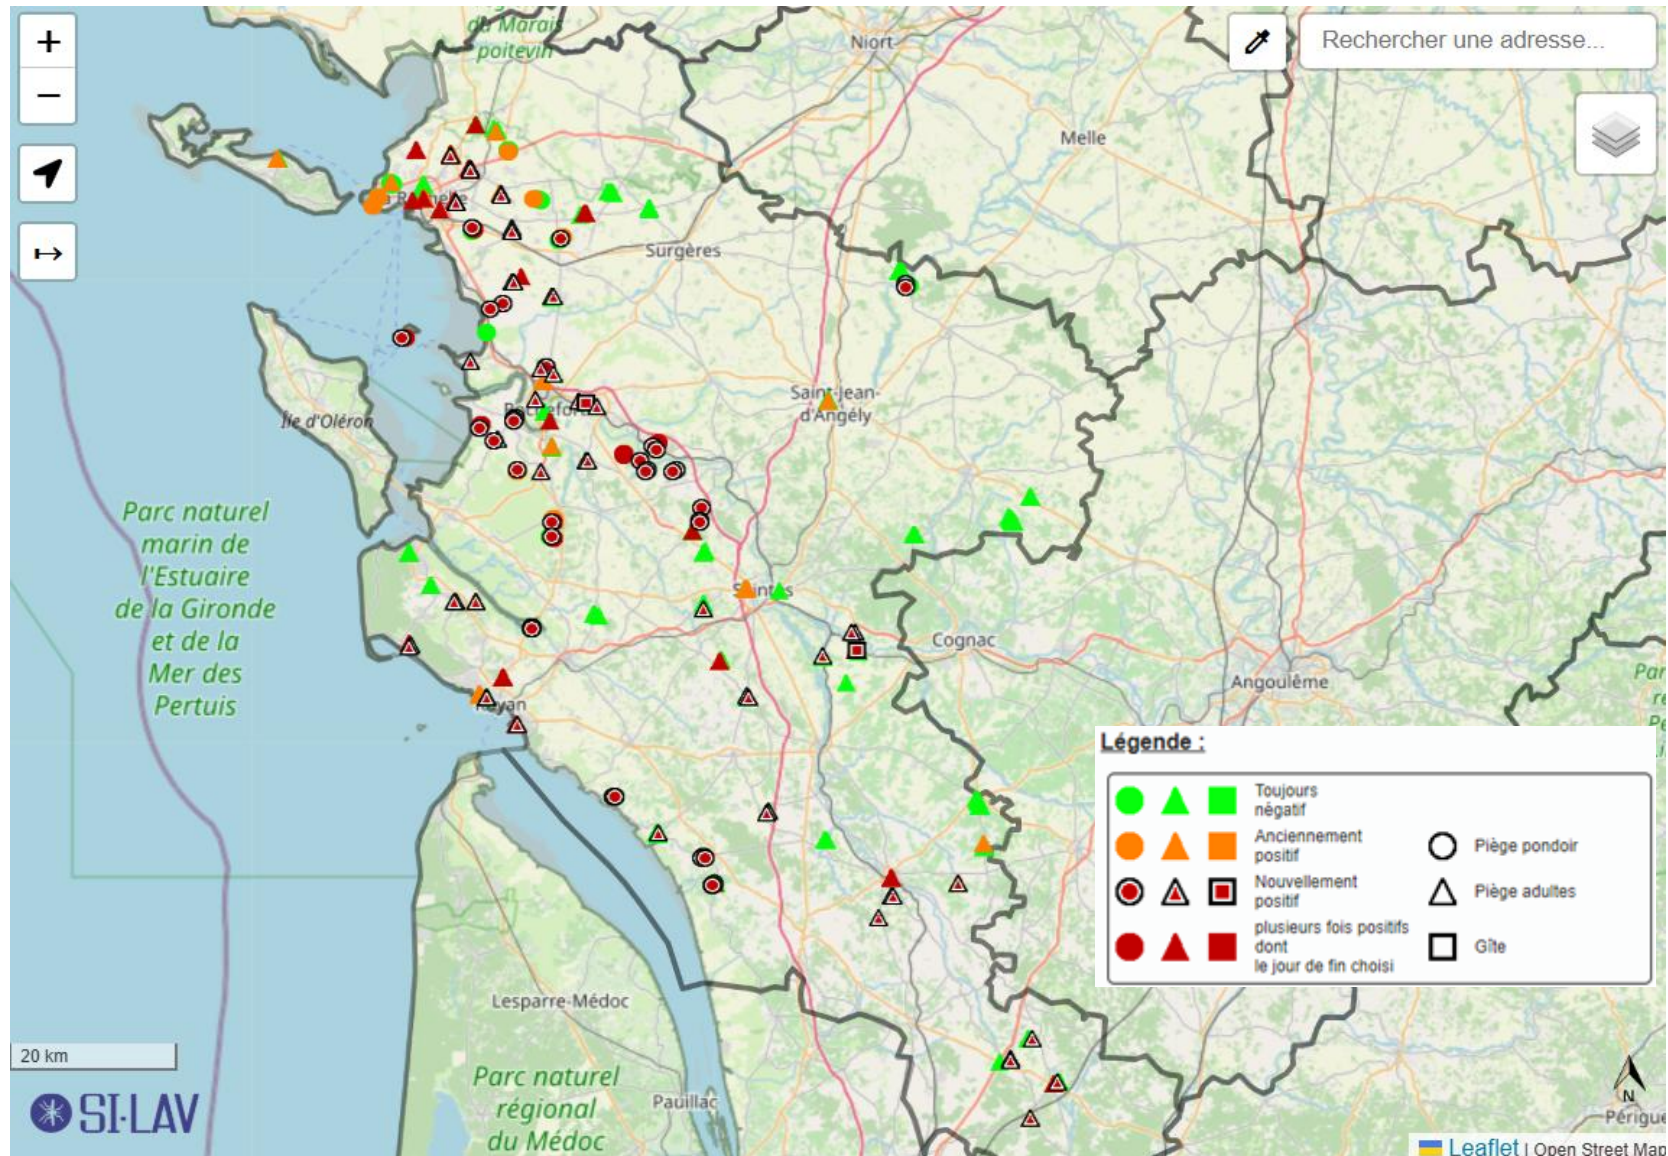 +
−
du Marais
poitevin
Niort
Rechercher une adresse...
Melle
Surgères
Saint-Jean-
d'Angély
Île d'Oléron
Parc naturel
marin de
l'Estuaire
de la Gironde
et de la
Mer des
Pertuis
Cognac
Angoulême
Légende :
Toujours
négatif
Anciennement
positif
Piège pondoir
Nouvellement
positif
Piège adultes
plusieurs fois positifs
dont
le jour de fin choisi
Gîte
Lesparre-Médoc
20 km
Parc naturel
régional
du Médoc
Pauillac
SI-LAV
N
Leaflet | Open Street Map